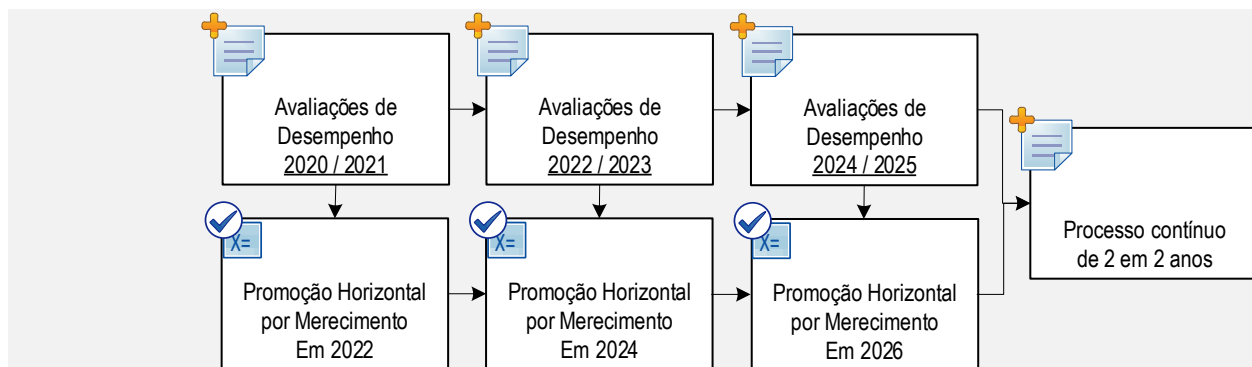 Avaliações de
Desempenho
2020 / 2021
Avaliações de
Desempenho
2022 / 2023
Avaliações de
Desempenho
2024 / 2025
Processo contínuo
de 2 em 2 anos
X=
Promoção Horizontal
por Merecimento
Em 2022
X=
Promoção Horizontal
por Merecimento
Em 2024
X=
Promoção Horizontal
por Merecimento
Em 2026